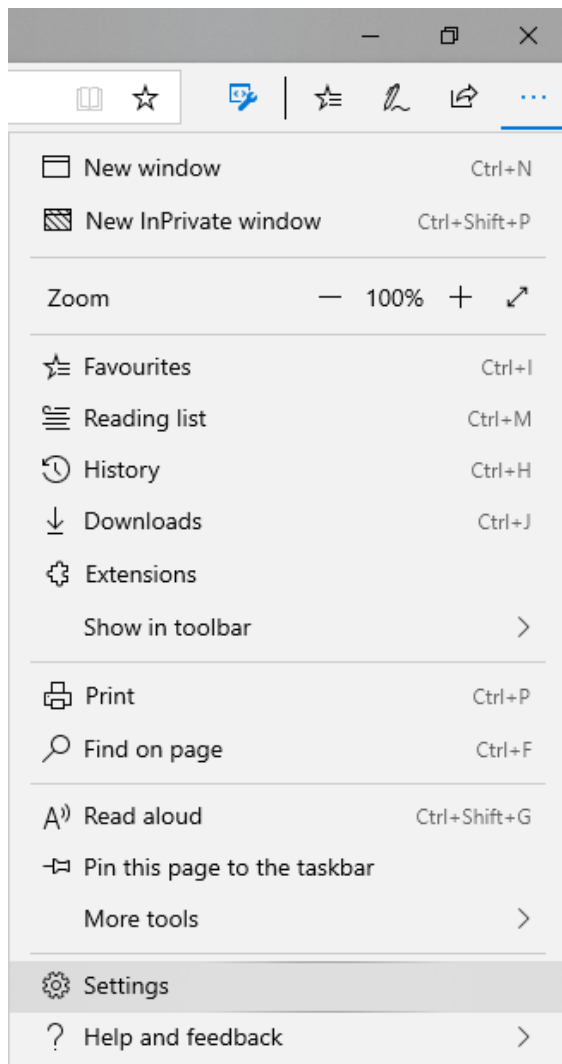 New window Ctrl+N
New InPrivate window Ctrl+Shift+P
Zoom 100%
Favourites Ctrl+I
Reading list Ctrl+M
History Ctrl+H
Downloads Ctrl+J
Extensions
Show in toolbar
Print Ctrl+P
Find on page Ctrl+F
Read aloud Ctrl+Shift+G
Pin this page to the taskbar
More tools
Settings
Help and feedback